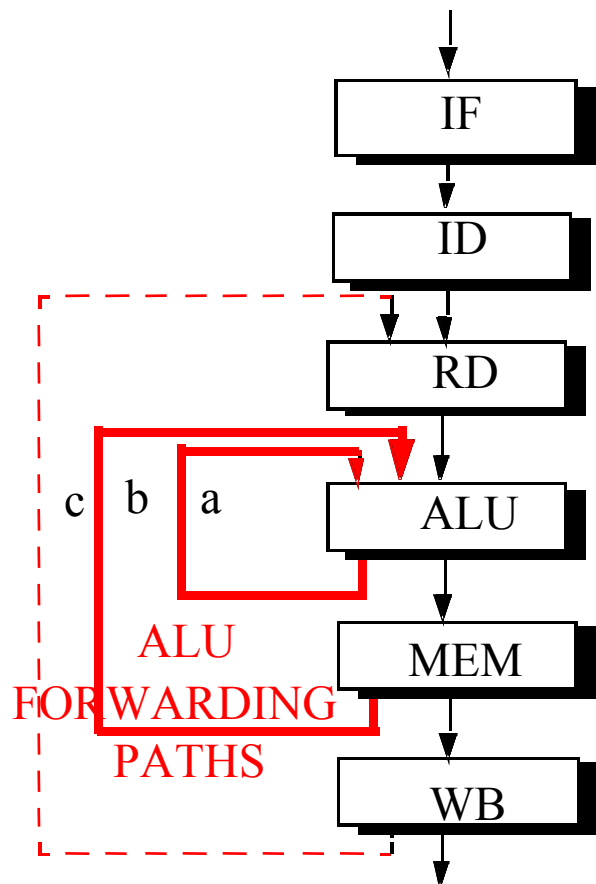 IF
ID
RD
c b a
ALU
ALU
MEM
FORWARDING
PATHS
WB